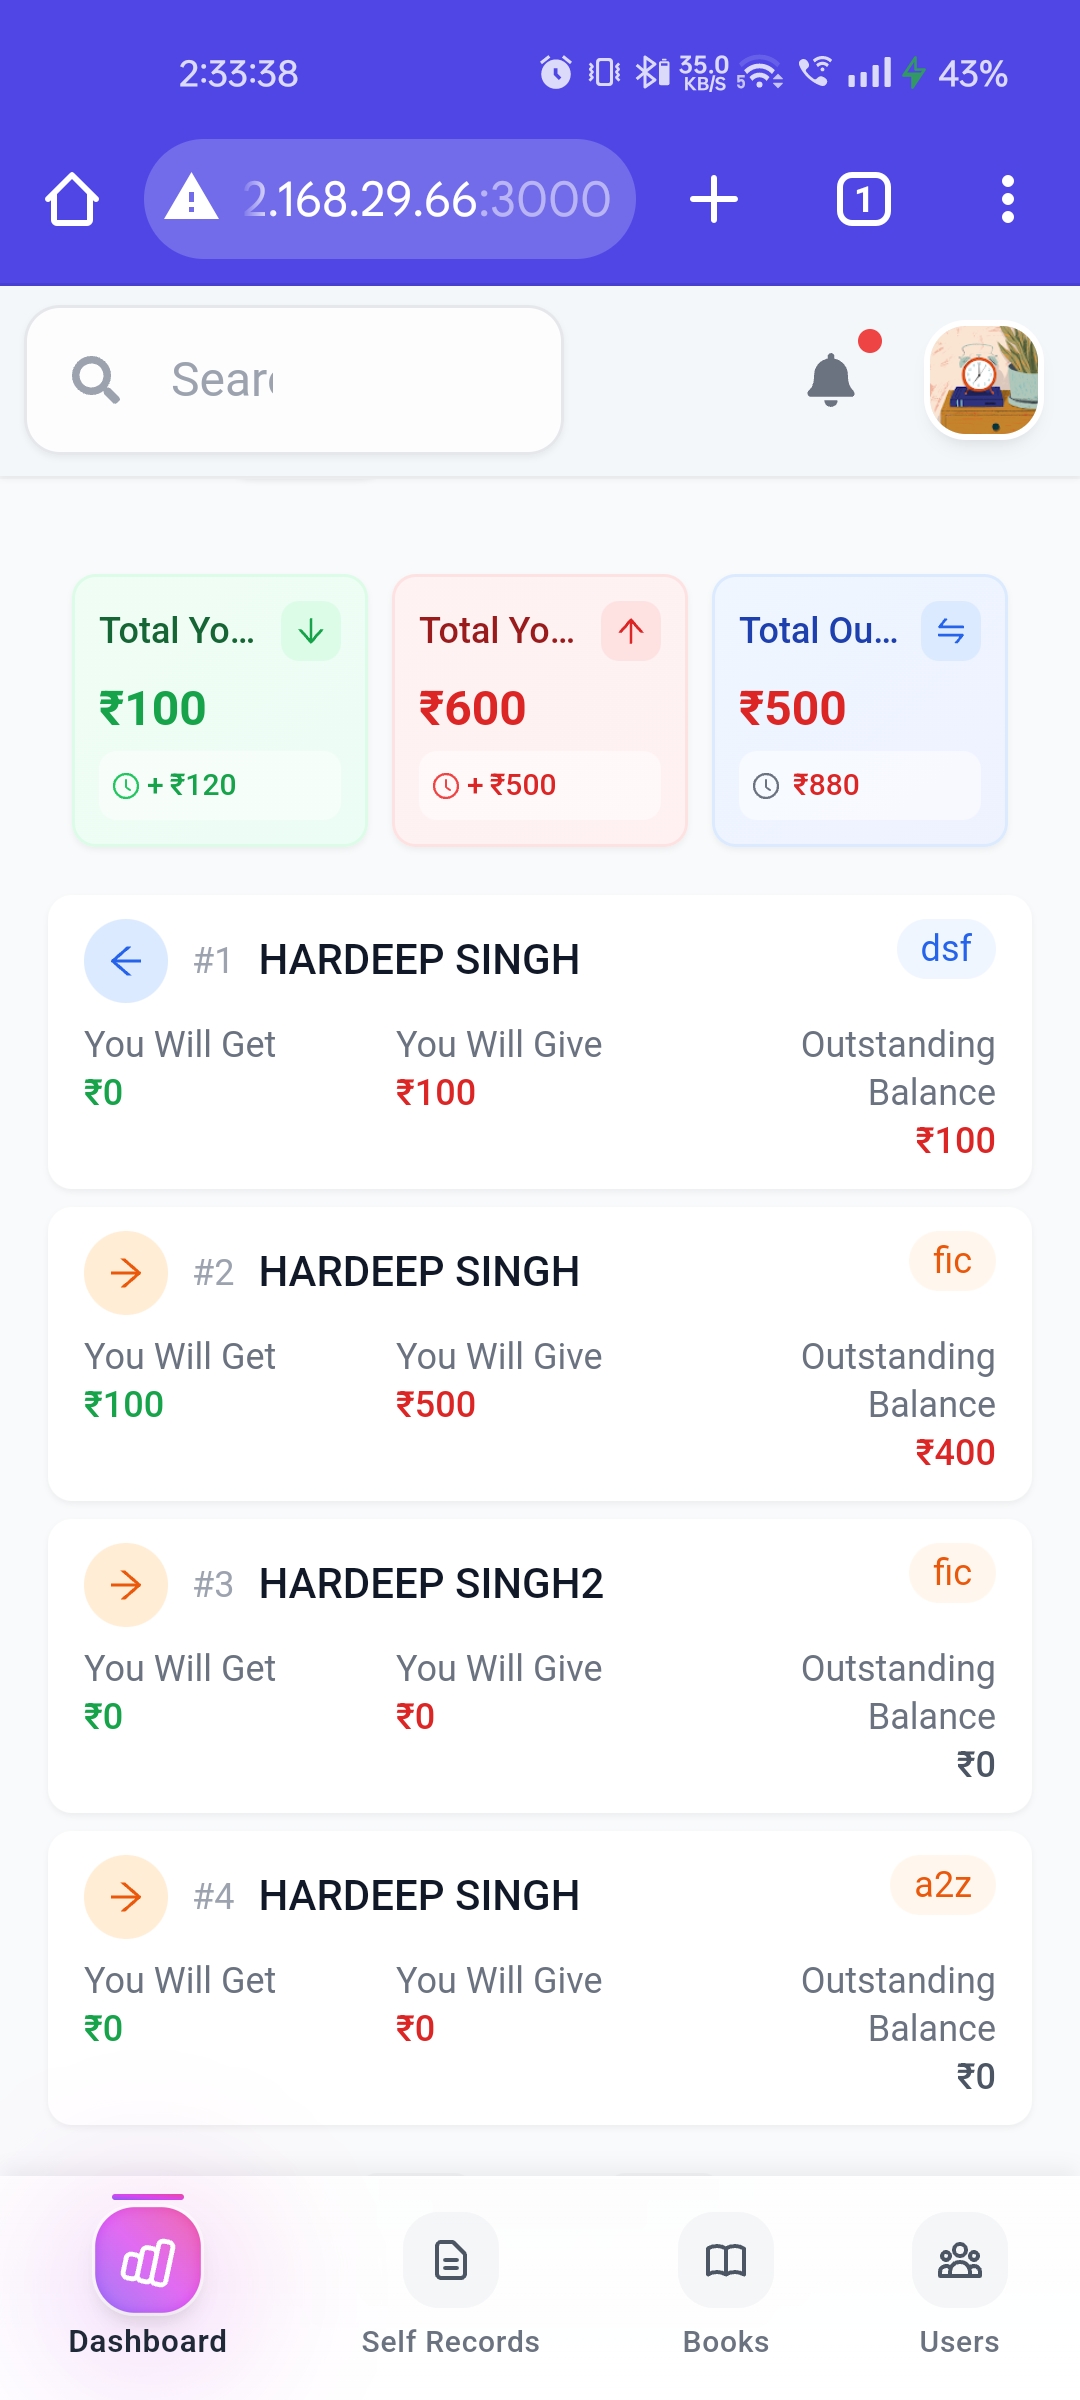 2:33:38 35.0 KB/S 5 43%
2.168.29.66:3000 1
Sear
Total Yo... Total Yo... Total Ou...
₹100 ₹600 ₹500
+ ₹120 + ₹500 ₹880
#1 HARDEEP SINGH dsf
You Will Get You Will Give Outstanding Balance
₹0 ₹100 ₹100
#2 HARDEEP SINGH fic
You Will Get You Will Give Outstanding Balance
₹100 ₹500 ₹400
#3 HARDEEP SINGH2 fic
You Will Get You Will Give Outstanding Balance
₹0 ₹0 ₹0
#4 HARDEEP SINGH a2z
You Will Get You Will Give Outstanding Balance
₹0 ₹0 ₹0
Dashboard Self Records Books Users